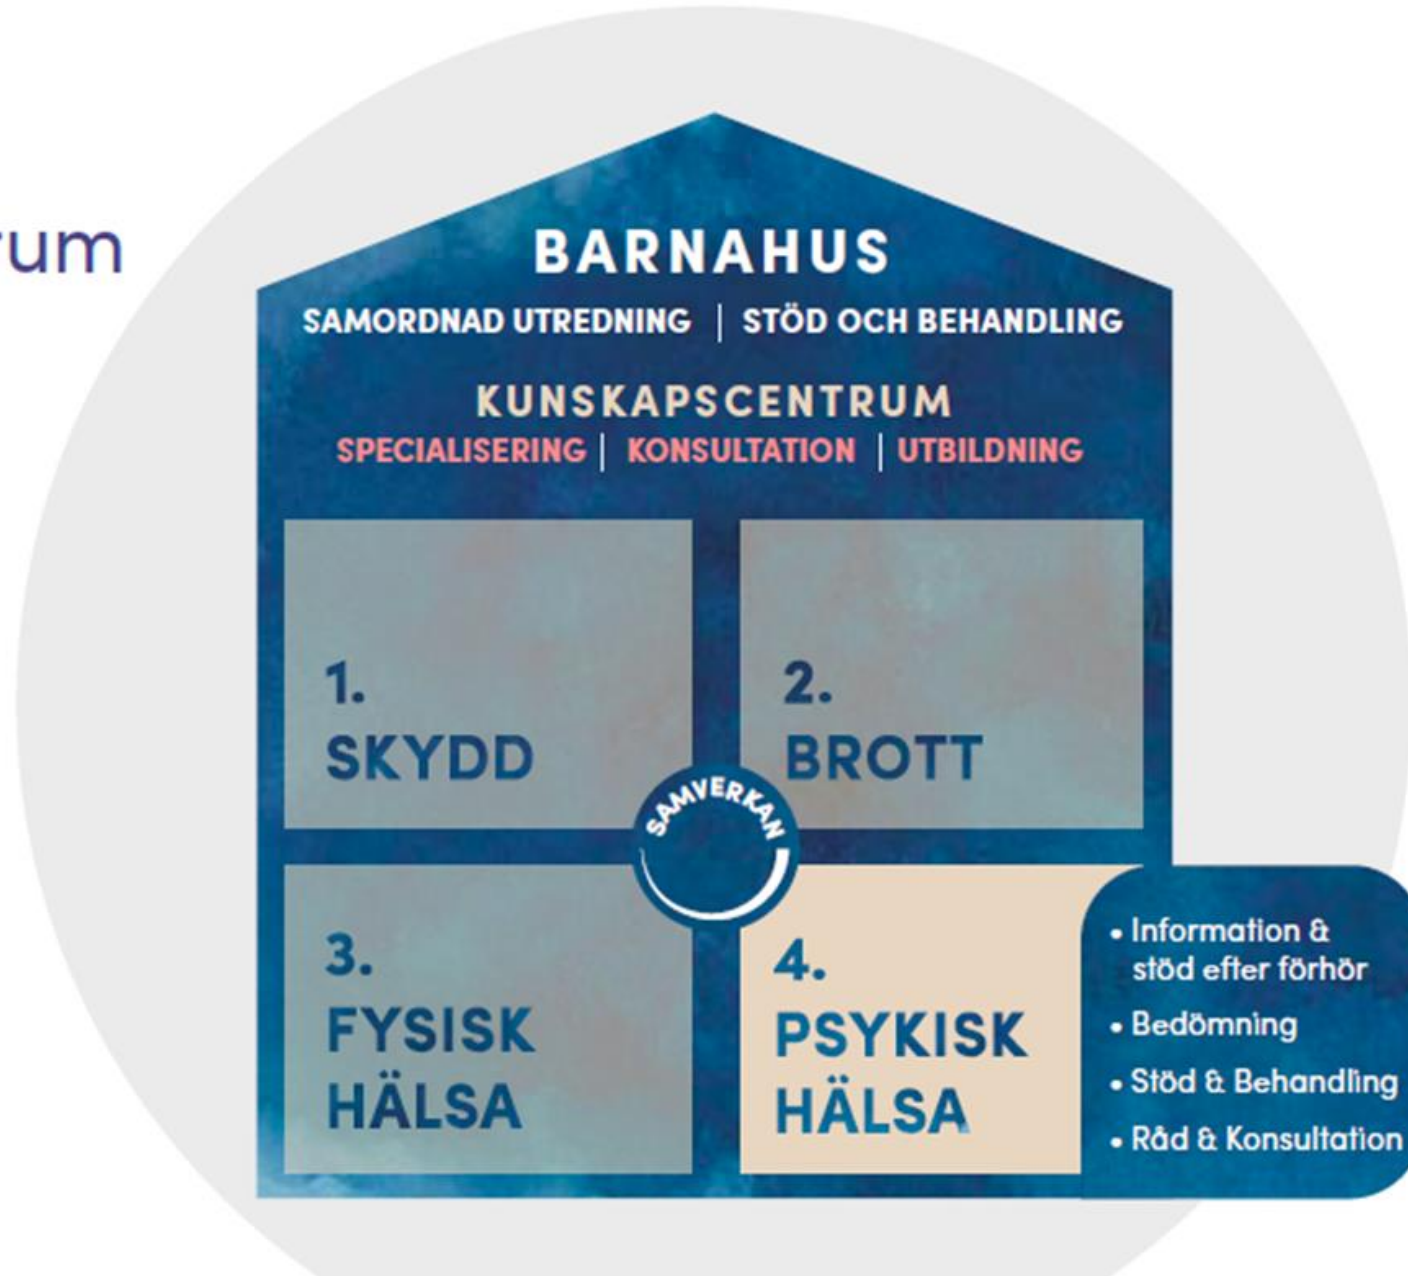 rum
BARNAHUS
SAMORDNAD UTREDNING | STÖD OCH BEHANDLING
KUNSKAPSCENTRUM
SPECIALISERING | KONSULTATION | UTBILDNING
1.
SKYDD
2.
BROTT
SAMVERKAN
3.
FYSISK
HÄLSA
4.
PSYKISK
HÄLSA
• Information &
stöd efter förhör
• Bedömning
• Stöd & Behandling
• Råd & Konsultation